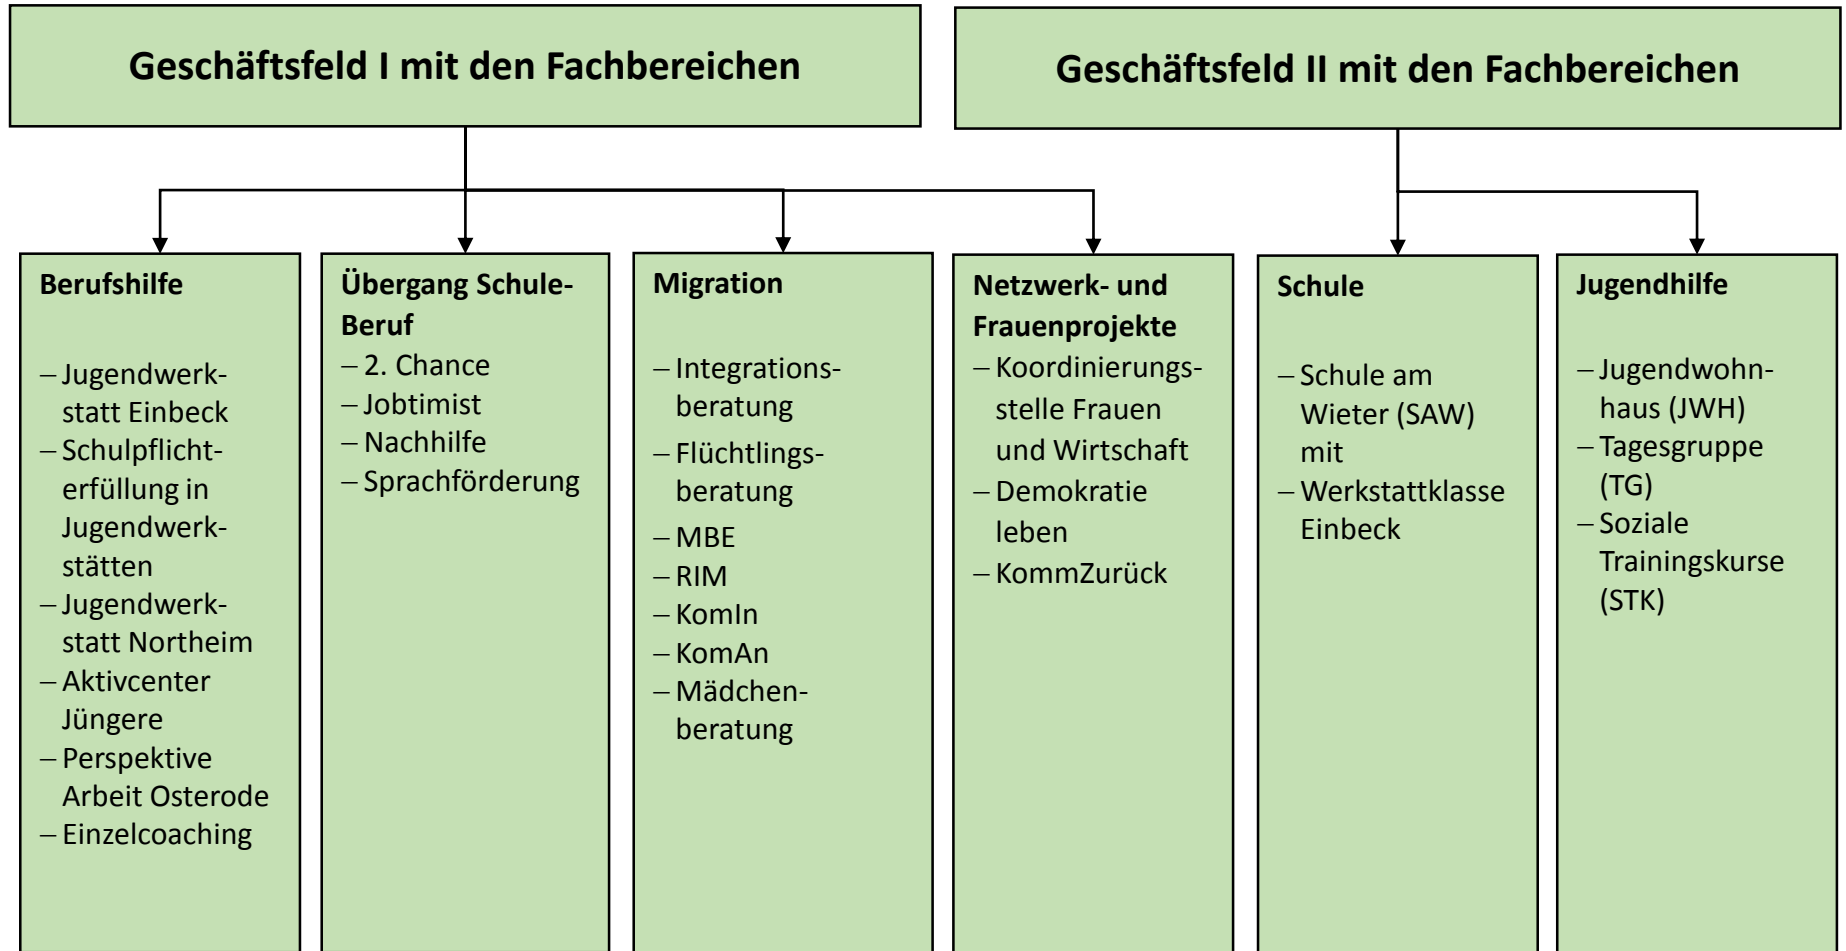 Geschäftsfeld I mit den Fachbereichen
Geschäftsfeld II mit den Fachbereichen
Berufshilfe
– Jugendwerk-
statt Einbeck
– Schulpflicht-
erfüllung in
Jugendwerk-
stätten
– Jugendwerk-
statt Northeim
– Aktivcenter
Jüngere
– Perspektive
Arbeit Osterode
– Einzelcoaching
Übergang Schule-
Beruf
– 2. Chance
– Jobtimist
– Nachhilfe
– Sprachförderung
Migration
– Integrations-
beratung
– Flüchtlings-
beratung
– MBE
– RIM
– KomIn
– KomAn
– Mädchen-
beratung
Netzwerk- und
Frauenprojekte
– Koordinierungs-
stelle Frauen
und Wirtschaft
– Demokratie
leben
– KommZurück
Schule
– Schule am
Wieter (SAW)
mit
– Werkstattklasse
Einbeck
Jugendhilfe
– Jugendwohn-
haus (JWH)
– Tagesgruppe
(TG)
– Soziale
Trainingskurse
(STK)